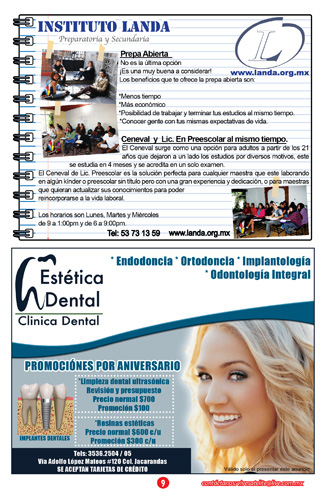 INSTITUTO LANDA
Preparatoria y Secundaria
L
www.landa.org.mx
Prepa Abierta
¡No es la última opción
¡Es una muy buena a considerar!
Los beneficios que te ofrece la prepa abierta son:
*Menos tiempo
*Más económico
*Posibilidad de trabajar y terminar tus estudios al mismo tiempo.
*Conocer gente con tus mismas expectativas de vida.
Ceneval y Lic. En Preescolar al mismo tiempo.
El Ceneval surge como una opción para adultos a partir de los 21
años que dejaron a un lado los estudios por diversos motivos, este
se estudia en 4 meses y se acredita en un solo examen.
El Ceneval de Lic. Preescolar es la solución perfecta para cualquier maestra que este laborando
en algún kinder o preescolar sin título pero con una gran experiencia y dedicación, o para maestras
que quieran actualizar sus conocimientos para poder
reincorporarse a la vida laboral.
Los horarios son Lunes, Martes y Miércoles
de 9 a 1:00pm y de 6 a 9:00pm.
Tel: 53 73 13 59 www.landa.org.mx
Estética
Dental
Clinica Dental
* Endodoncia * Ortodoncia * Implantología
* Odontología Integral
PROMOCIÓNES POR ANIVERSARIO
*Limpieza dental ultrasónica
Revisión y presupuesto
Precio normal $700
Promoción $100
*Resinas estéticas
Precio normal $600 c/u
Promoción $380 c/u
IMPLANTES DENTALES
Tels: 3536.2504 / 05
Vía Adolfo López Mateos #120 Col. Jacarandas
SE ACEPTAN TARJETAS DE CRÉDITO
Valido solo al presentar este anuncio
9